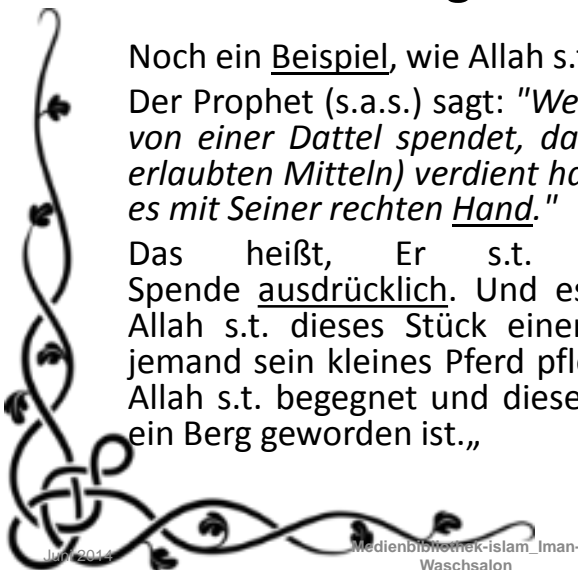 Noch ein Beispiel, wie Allah s.t
Der Prophet (s.a.s.) sagt: "We
von einer Dattel spendet, da
erlaubten Mitteln) verdient ha
es mit Seiner rechten Hand."
Das heißt, Er s.t.
Spende ausdrücklich. Und es
Allah s.t. dieses Stück einer
jemand sein kleines Pferd pfle
Allah s.t. begegnet und diese
ein Berg geworden ist.„
Juni 2014
Medienbibliothek-islam_Iman-
Waschsalon